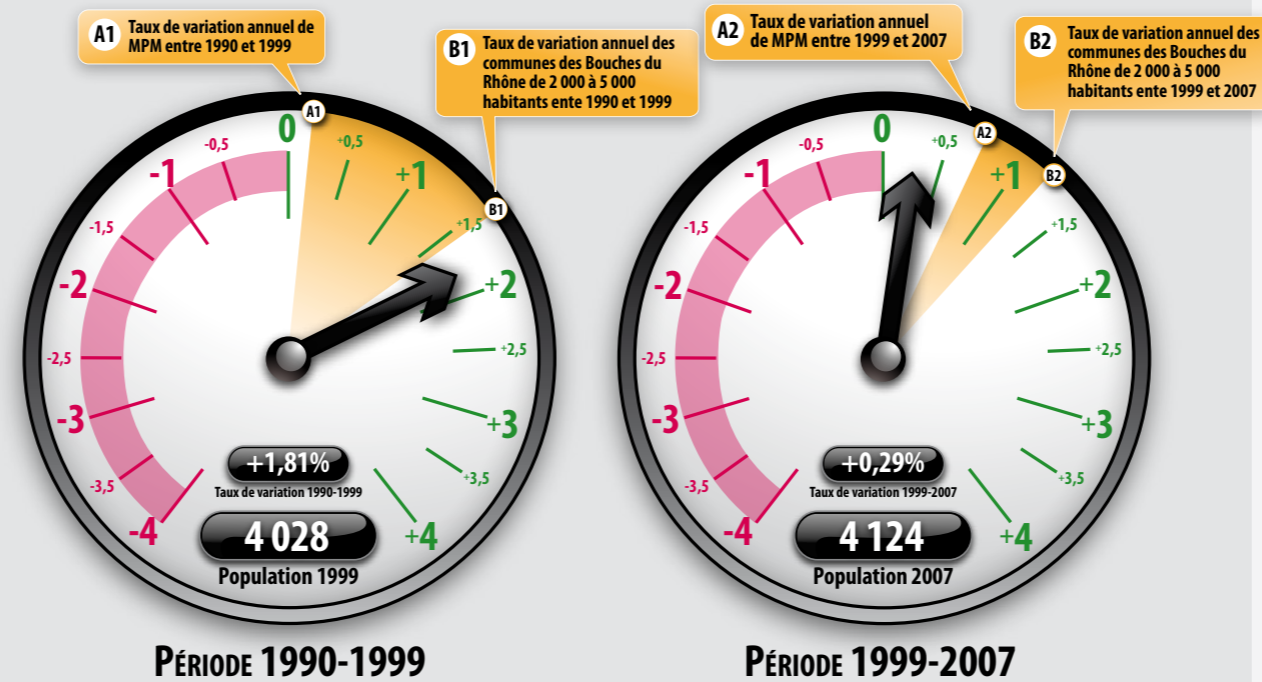 A1 Taux de variation annuel de
MPM entre 1990 et 1999
B1 Taux de variation annuel des
communes des Bouches du
Rhône de 2 000 à 5 000
habitants ente 1990 et 1999
A1
B1
0
-0,5
-1
-1,5
-2
-2,5
-3
-3,5
-4
+0,5
+1
+1,5
+2
+2,5
+3
+3,5
+4
+1,81%
Taux de variation 1990-1999
4 028
Population 1999
PÉRIODE 1990-1999
A2 Taux de variation annuel
de MPM entre 1999 et 2007
B2 Taux de variation annuel des
communes des Bouches du
Rhône de 2 000 à 5 000
habitants ente 1999 et 2007
A2
B2
0
-0,5
-1
-1,5
-2
-2,5
-3
-3,5
-4
+0,5
+1
+1,5
+2
+2,5
+3
+3,5
+4
+0,29%
Taux de variation 1999-2007
4 124
Population 2007
PÉRIODE 1999-2007